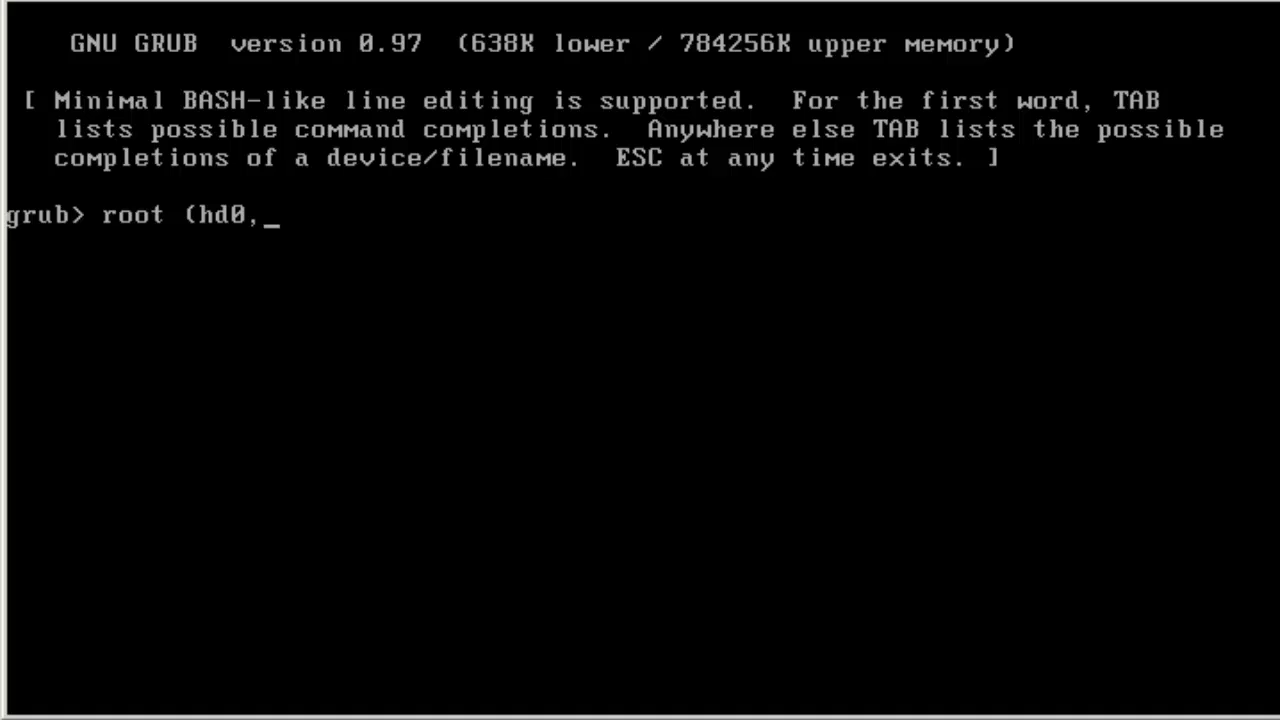 GNU GRUB  version 0.97  (638K lower / 784256K upper memory)
[ Minimal BASH-like line editing is supported.  For the first word, TAB
lists possible command completions.  Anywhere else TAB lists the possible
completions of a device/filename.  ESC at any time exits. ]
grub> root (hd0,_